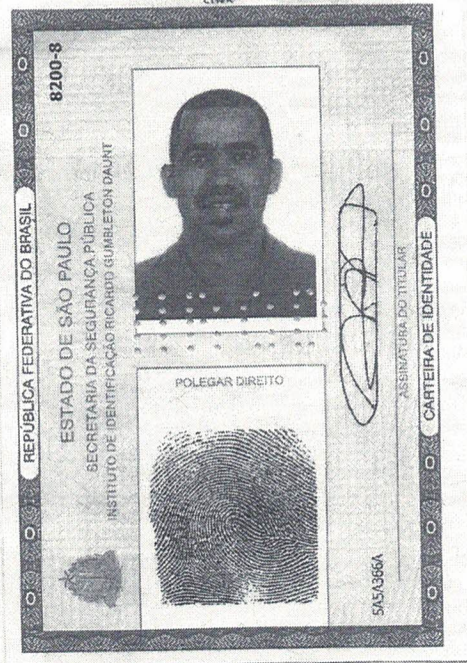 REPÚBLICA FEDERATIVA DO BRASIL
8200-8
ESTADO DE SÃO PAULO
SECRETARIA DA SEGURANÇA PÚBLICA
INSTITUTO DE IDENTIFICAÇÃO RICARDO GUMBLETON DAUNT
POLEGAR DIREITO
5A5A366A
ASSINATURA DO TITULAR
CARTEIRA DE IDENTIDADE